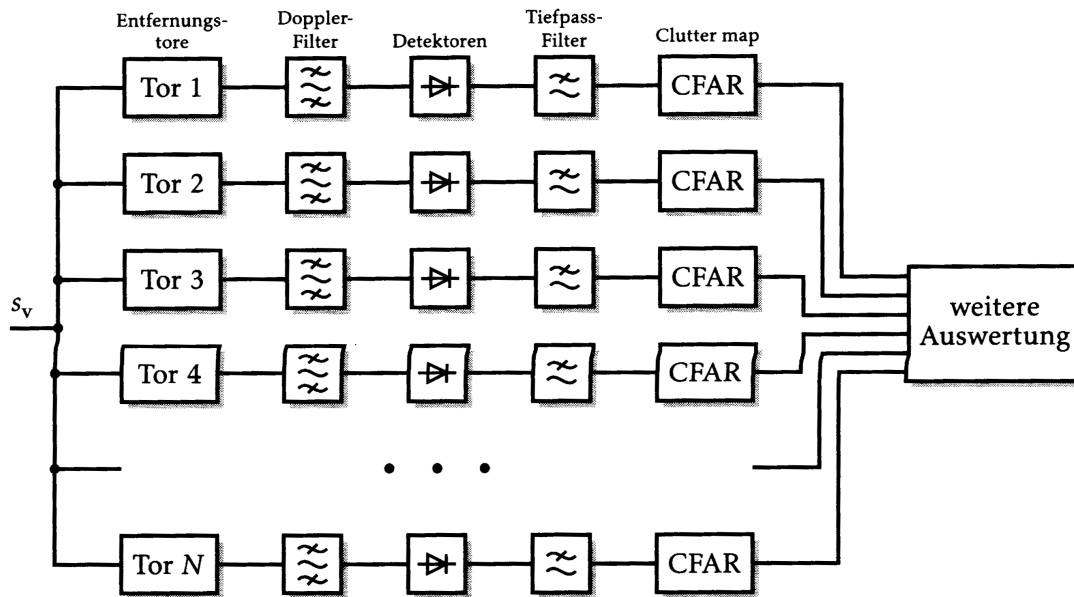 Entfernungs-
tore
Doppler-
Filter
Detektoren
Tiefpass-
Filter
Clutter map
Tor 1
CFAR
Tor 2
CFAR
Tor 3
CFAR
s_v
weitere
Auswertung
Tor 4
CFAR
Tor N
CFAR